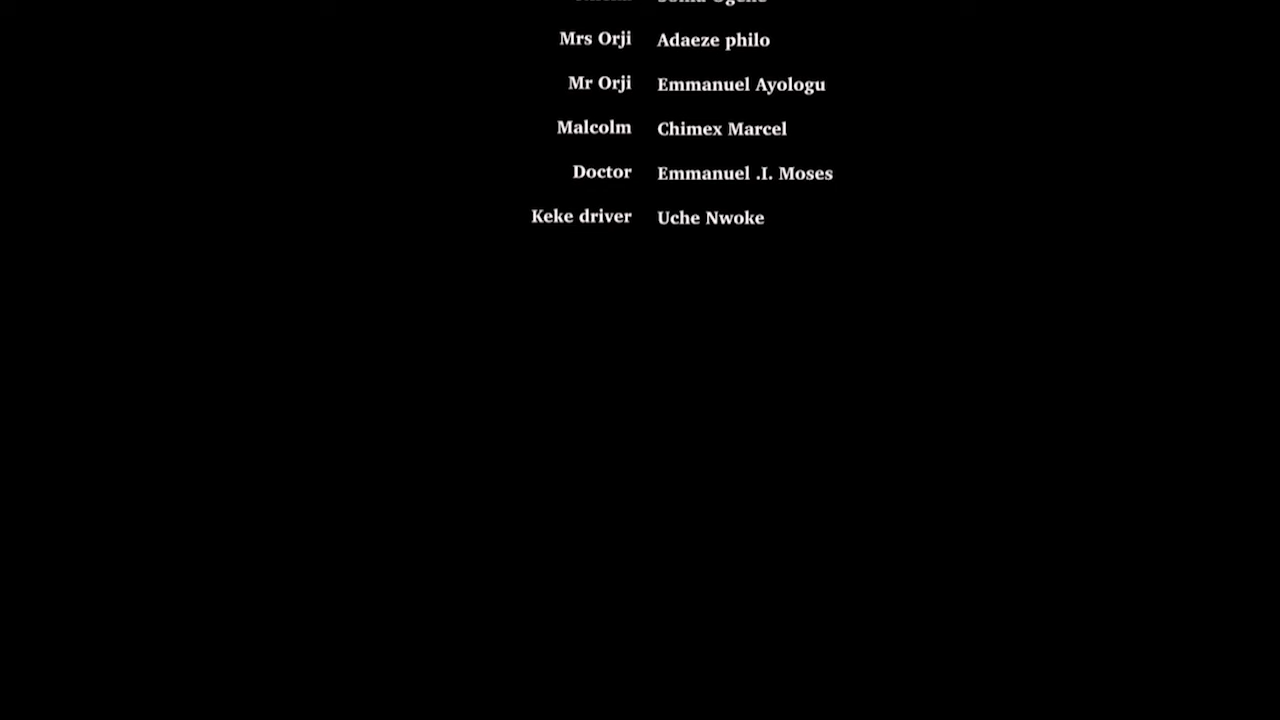 Mrs Orji Adaeze philo
Mr Orji Emmanuel Ayologu
Malcolm Chimex Marcel
Doctor Emmanuel .I. Moses
Keke driver Uche Nwoke